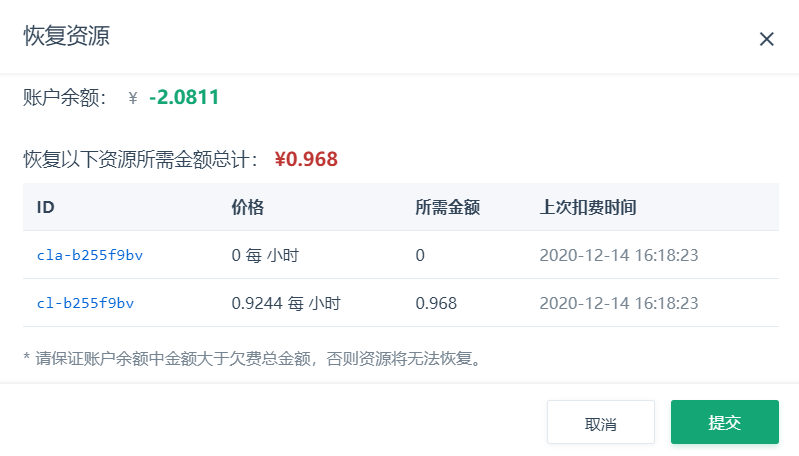 恢复资源
账户余额： ¥ -2.0811
恢复以下资源所需金额总计： ¥0.968
ID 价格 所需金额 上次扣费时间
cla-b255f9bv 0 每 小时 0 2020-12-14 16:18:23
cl-b255f9bv 0.9244 每 小时 0.968 2020-12-14 16:18:23
* 请保证账户余额中金额大于欠费总金额，否则资源将无法恢复。
取消 提交